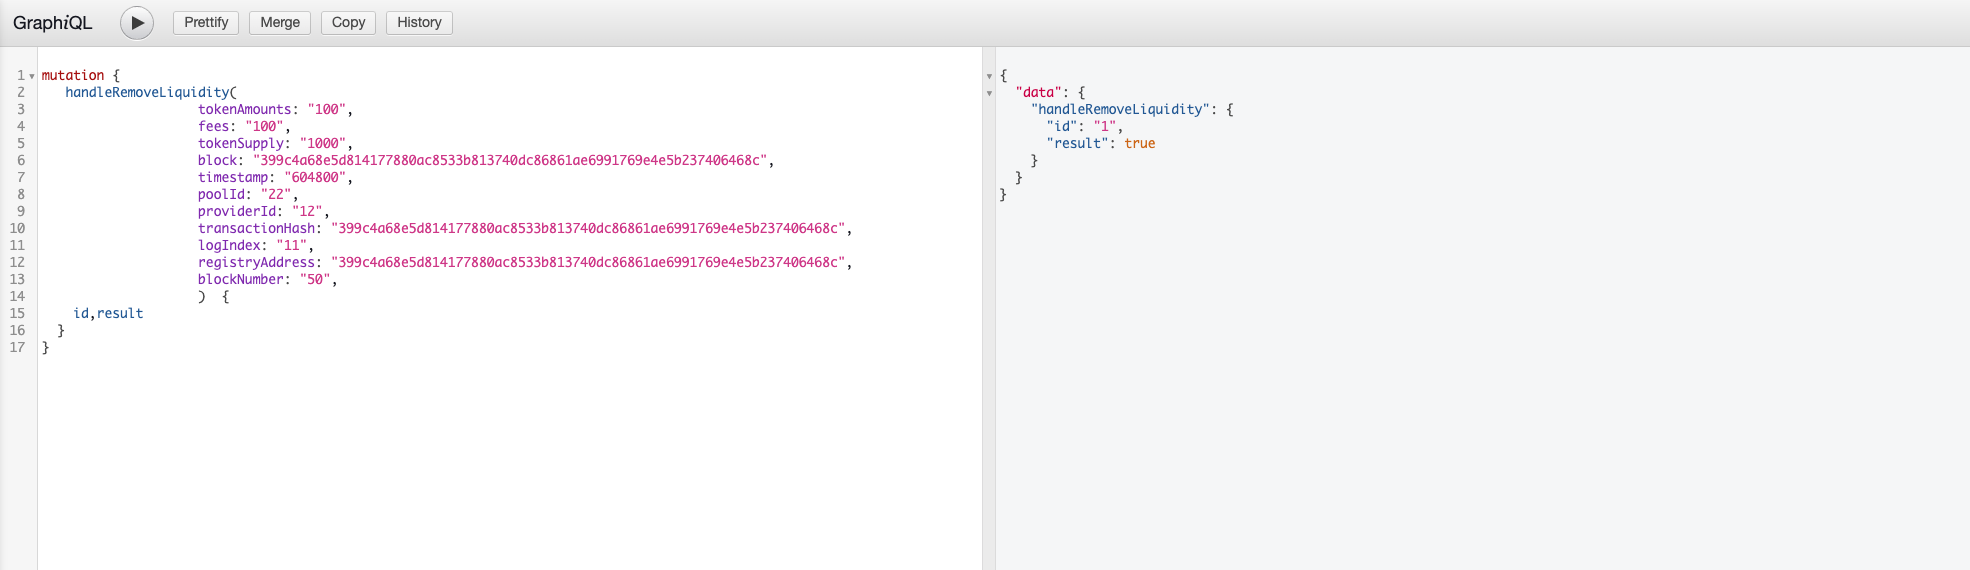 GraphiQL Prettify Merge Copy History
1 mutation {
2 handleRemoveLiquidity(
3 tokenAmounts: "100",
4 fees: "100",
5 tokenSupply: "1000",
6 block: "399c4a68e5d814177880ac8533b813740dc86861ae6991769e4e5b237406468c",
7 timestamp: "604800",
8 poolId: "22",
9 providerId: "12",
10 transactionHash: "399c4a68e5d814177880ac8533b813740dc86861ae6991769e4e5b237406468c",
11 logIndex: "11",
12 registryAddress: "399c4a68e5d814177880ac8533b813740dc86861ae6991769e4e5b237406468c",
13 blockNumber: "50",
14 ) {
15 id,result
16 }
17 }
{
"data": {
"handleRemoveLiquidity": {
"id": "1",
"result": true
}
}
}